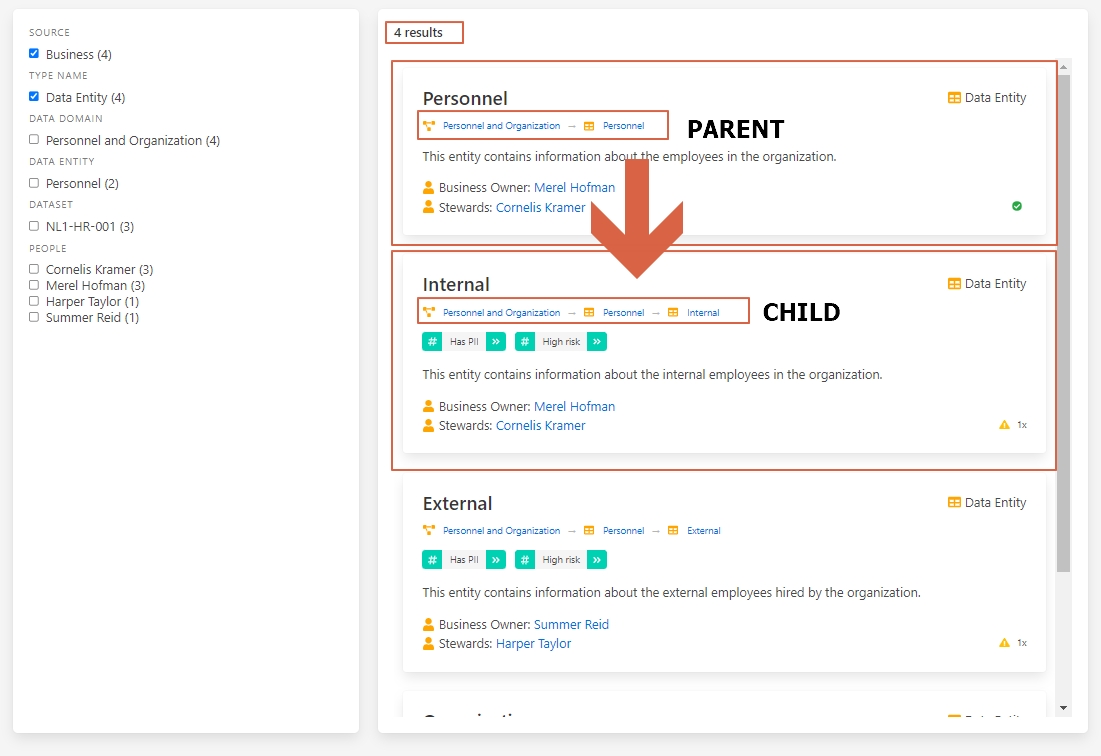 SOURCE
Business (4)
TYPE NAME
Data Entity (4)
DATA DOMAIN
Personnel and Organization (4)
DATA ENTITY
Personnel (2)
DATASET
NL1-HR-001 (3)
PEOPLE
Cornelis Kramer (3)
Merel Hofman (3)
Harper Taylor (1)
Summer Reid (1)
4 results
Personnel Data Entity
Personnel and Organization → Personnel
PARENT
This entity contains information about the employees in the organization.
Business Owner: Merel Hofman
Stewards: Cornelis Kramer
Internal Data Entity
Personnel and Organization → Personnel → Internal
CHILD
# Has PII » # High risk »
This entity contains information about the internal employees in the organization.
Business Owner: Merel Hofman
Stewards: Cornelis Kramer 1x
External Data Entity
Personnel and Organization → Personnel → External
# Has PII » # High risk »
This entity contains information about the external employees hired by the organization.
Business Owner: Summer Reid
Stewards: Harper Taylor 1x